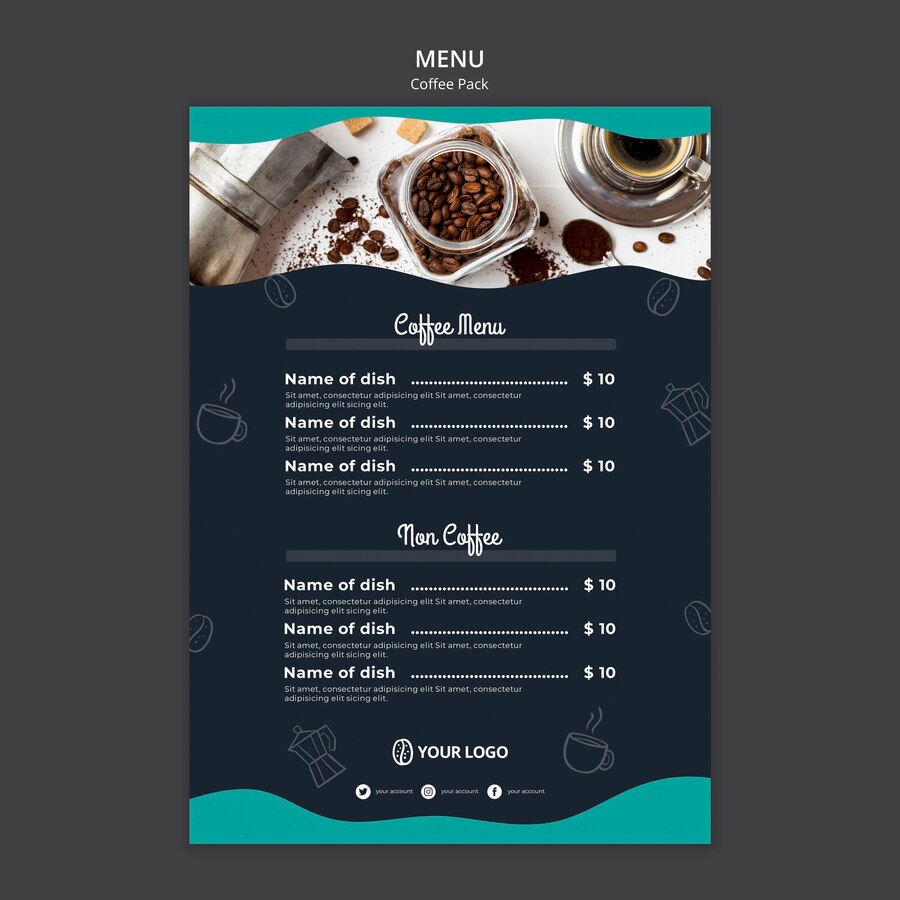 MENU
Coffee Pack
Coffee Menu
Name of dish ...................................... $ 10
Sit amet, consectetur adipisicing elit Sit amet, consectetur
adipisicing elit sicing elit.
Name of dish ...................................... $ 10
Sit amet, consectetur adipisicing elit Sit amet, consectetur
adipisicing elit sicing elit.
Name of dish ...................................... $ 10
Sit amet, consectetur adipisicing elit Sit amet, consectetur
adipisicing elit sicing elit.
Non Coffee
Name of dish ...................................... $ 10
Sit amet, consectetur adipisicing elit Sit amet, consectetur
adipisicing elit sicing elit.
Name of dish ...................................... $ 10
Sit amet, consectetur adipisicing elit Sit amet, consectetur
adipisicing elit sicing elit.
Name of dish ...................................... $ 10
Sit amet, consectetur adipisicing elit Sit amet, consectetur
adipisicing elit sicing elit.
YOUR LOGO
your account your account your account